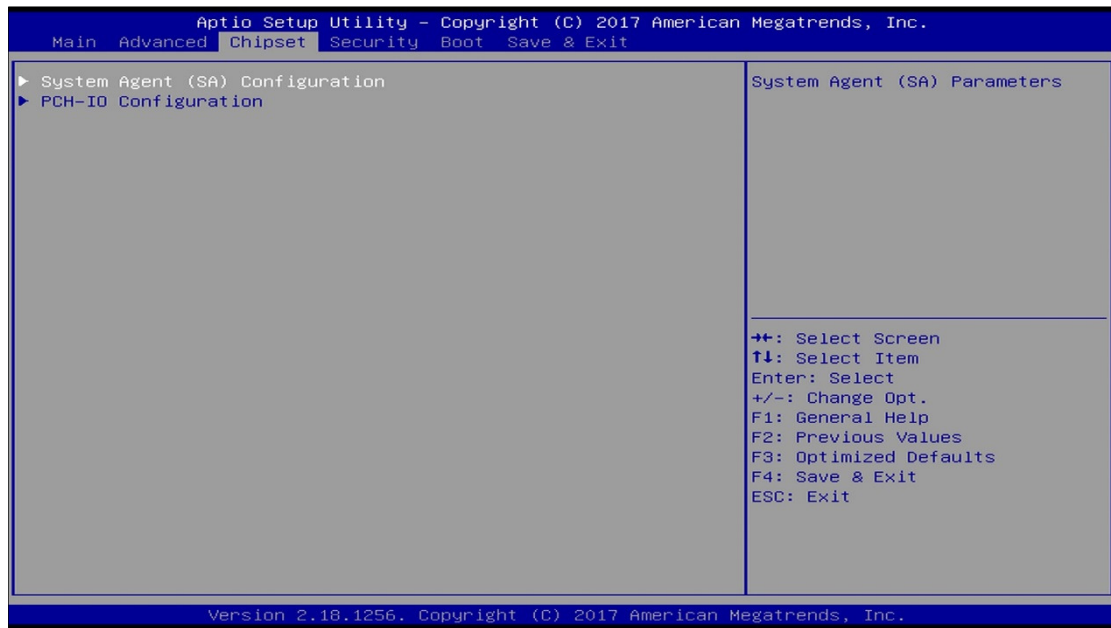 Aptio Setup Utility – Copyright (C) 2017 American Megatrends, Inc.
Main Advanced Chipset Security Boot Save & Exit
► System Agent (SA) Configuration
► PCH-IO Configuration
System Agent (SA) Parameters
→←: Select Screen
↑↓: Select Item
Enter: Select
+/-: Change Opt.
F1: General Help
F2: Previous Values
F3: Optimized Defaults
F4: Save & Exit
ESC: Exit
Version 2.18.1256. Copyright (C) 2017 American Megatrends, Inc.